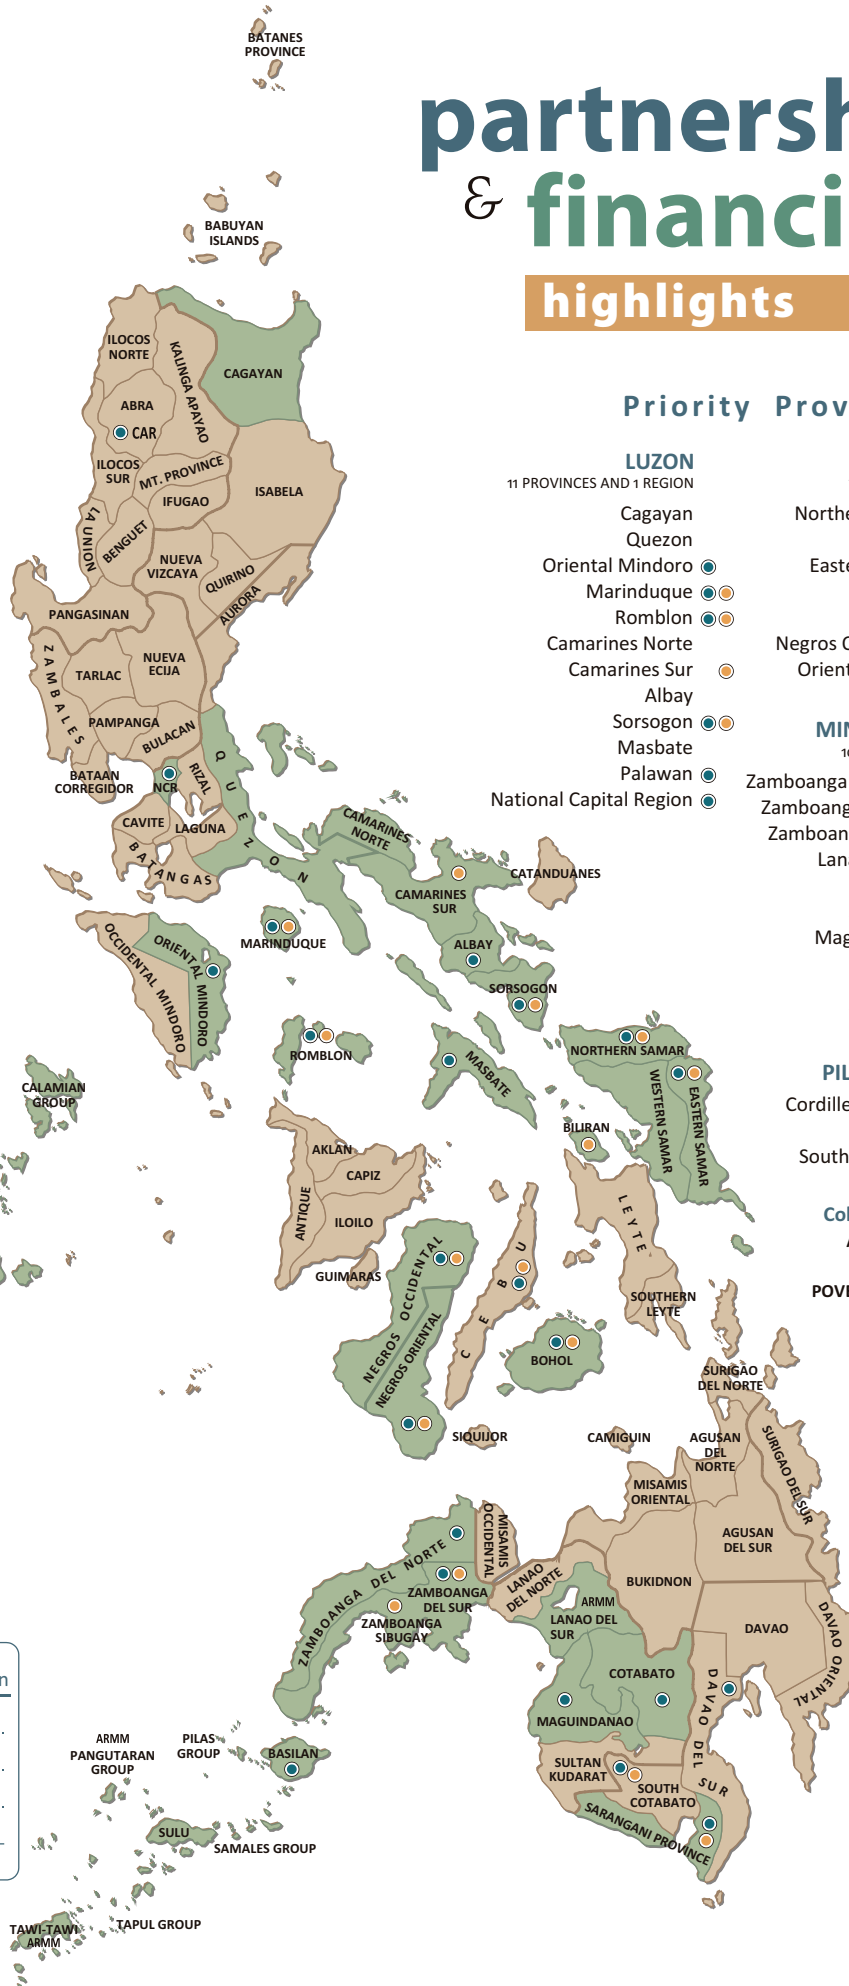 BATANES
PROVINCE
partnersh
& financi
highlights
BABUYAN
ISLANDS
ILOCOS
NORTE
KALINGA APAYAO
CAGAYAN
ABRA
CAR
ILOCOS
SUR
MT. PROVINCE
IFUGAO
ISABELA
LA UNION
BENGUET
NUEVA
VIZCAYA
QUIRINO
AURORA
PANGASINAN
ZAMBALES
TARLAC
NUEVA
ECIJA
PAMPANGA
BULACAN
BATAAN
CORREGIDOR
NCR
RIZAL
QUEZON
CAVITE
LAGUNA
BATANGAS
Priority Prov
LUZON
11 PROVINCES AND 1 REGION
Cagayan
Quezon
Oriental Mindoro
Marinduque
Romblon
Camarines Norte
Camarines Sur
Albay
Sorsogon
Masbate
Palawan
National Capital Region
Northe
Easte
Negros O
Orient
MIN
10
Zamboanga
Zamboang
Zamboan
Lana
Mag
PIL
Cordille
South
Col
A
POVE
CAMARINES
NORTE
CAMARINES
SUR
CATANDUANES
MARINDUQUE
ALBAY
SORSOGON
OCCIDENTAL MINDORO
ORIENTAL MINDORO
ROMBLON
MASBATE
NORTHERN SAMAR
WESTERN SAMAR
EASTERN SAMAR
CALAMIAN
GROUP
BILIRAN
AKLAN
CAPIZ
ANTIQUE
ILOILO
GUIMARAS
LEYTE
SOUTHERN
LEYTE
NEGROS OCCIDENTAL
NEGROS ORIENTAL
CEBU
BOHOL
SIQUIJOR
CAMIGUIN
SURIGAO
DEL NORTE
AGUSAN
DEL
NORTE
SURIGAO DEL SUR
MISAMIS
ORIENTAL
AGUSAN
DEL SUR
MISAMIS
OCCIDENTAL
LANAO
DEL NORTE
BUKIDNON
ZAMBOANGA DEL NORTE
ZAMBOANGA
DEL SUR
ZAMBOANGA
SIBUGAY
ARMM
LANAO DEL
SUR
DAVAO
DAVAO ORIENTAL
COTABATO
MAGUINDANAO
DAVAO DEL SUR
SULTAN
KUDARAT
SOUTH
COTABATO
SARANGANI PROVINCE
n
ARMM
PANGUTARAN
GROUP
PILAS
GROUP
BASILAN
SULU
SAMALES GROUP
TAWI-TAWI
ARMM
TAPUL GROUP